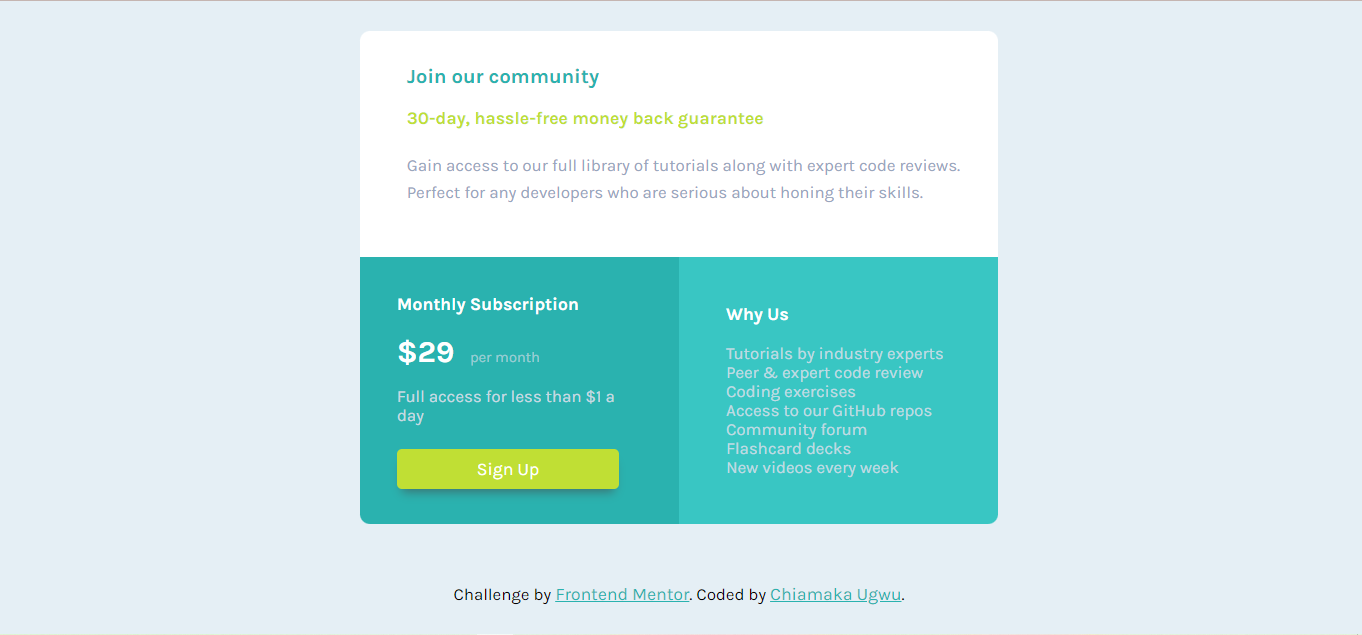 Join our community
30-day, hassle-free money back guarantee
Gain access to our full library of tutorials along with expert code reviews.
Perfect for any developers who are serious about honing their skills.
Monthly Subscription
$29 per month
Full access for less than $1 a
day
Sign Up
Why Us
Tutorials by industry experts
Peer & expert code review
Coding exercises
Access to our GitHub repos
Community forum
Flashcard decks
New videos every week
Challenge by Frontend Mentor. Coded by Chiamaka Ugwu.